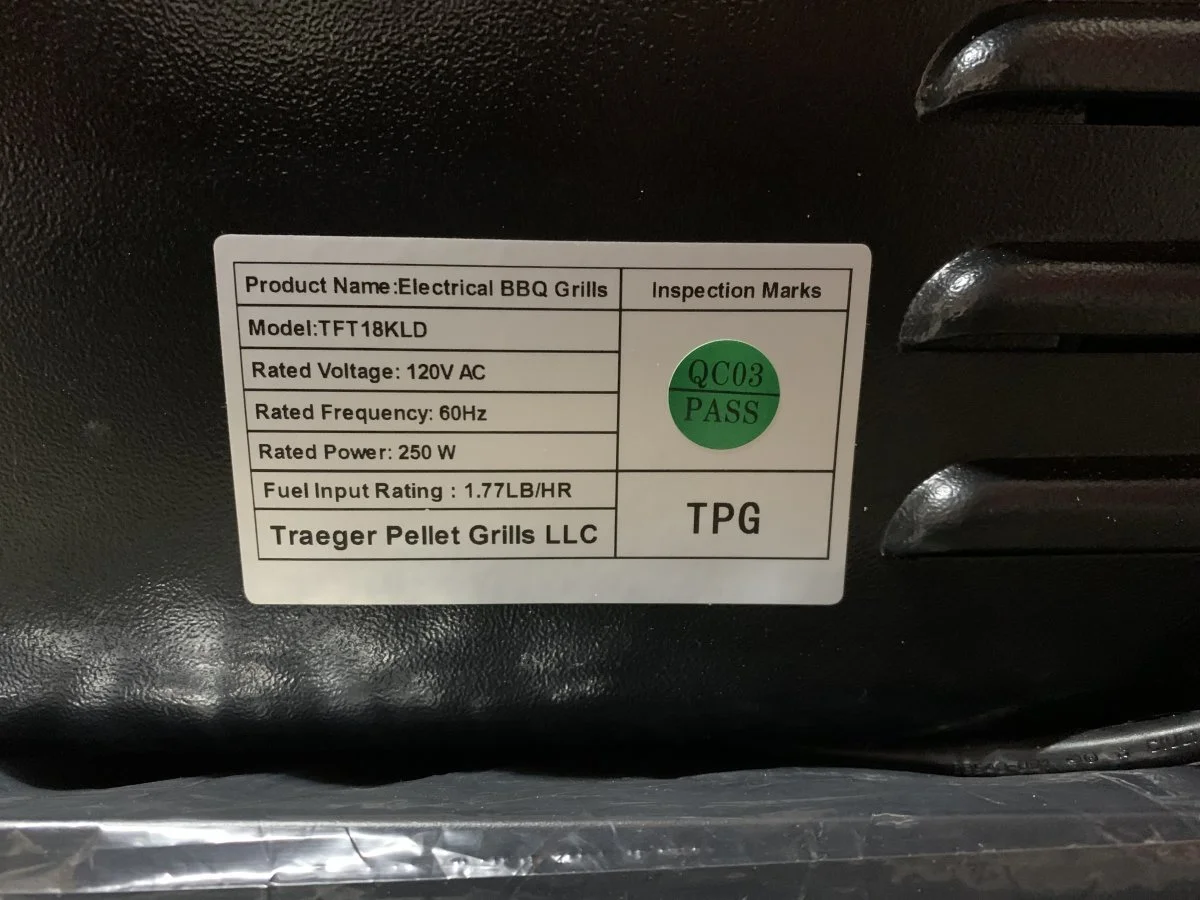 Product Name:Electrical BBQ Grills
Inspection Marks
Model:TFT18KLD
Rated Voltage: 120V AC
Rated Frequency: 60Hz
Rated Power: 250 W
Fuel Input Rating : 1.77LB/HR
Traeger Pellet Grills LLC
QC03
PASS
TPG